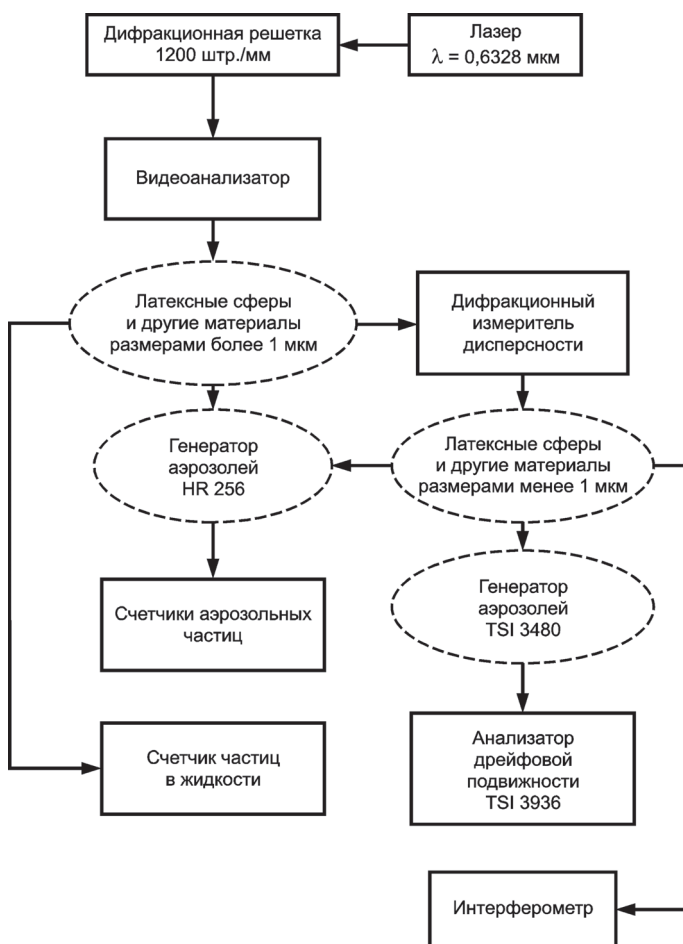 Дифракционная решетка
1200 штр./мм
Лазер
λ = 0,6328 мкм
Видеоанализатор
Латексные сферы
и другие материалы
размерами более 1 мкм
Дифракционный
измеритель
дисперсности
Генератор
аэрозолей
HR 256
Латексные сферы
и другие материалы
размерами менее 1 мкм
Счетчики аэрозольных
частиц
Генератор
аэрозолей
TSI 3480
Счетчик частиц
в жидкости
Анализатор
дрейфовой
подвижности
TSI 3936
Интерферометр